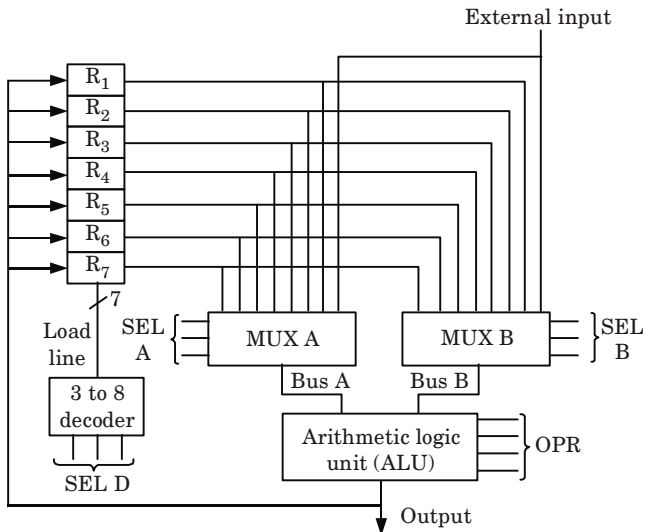 External input
R1
R2
R3
R4
R5
R6
R7
7
Load
line
SEL
A
MUX A
MUX B
SEL
B
Bus A
Bus B
3 to 8
decoder
SEL D
Arithmetic logic
unit (ALU)
OPR
Output